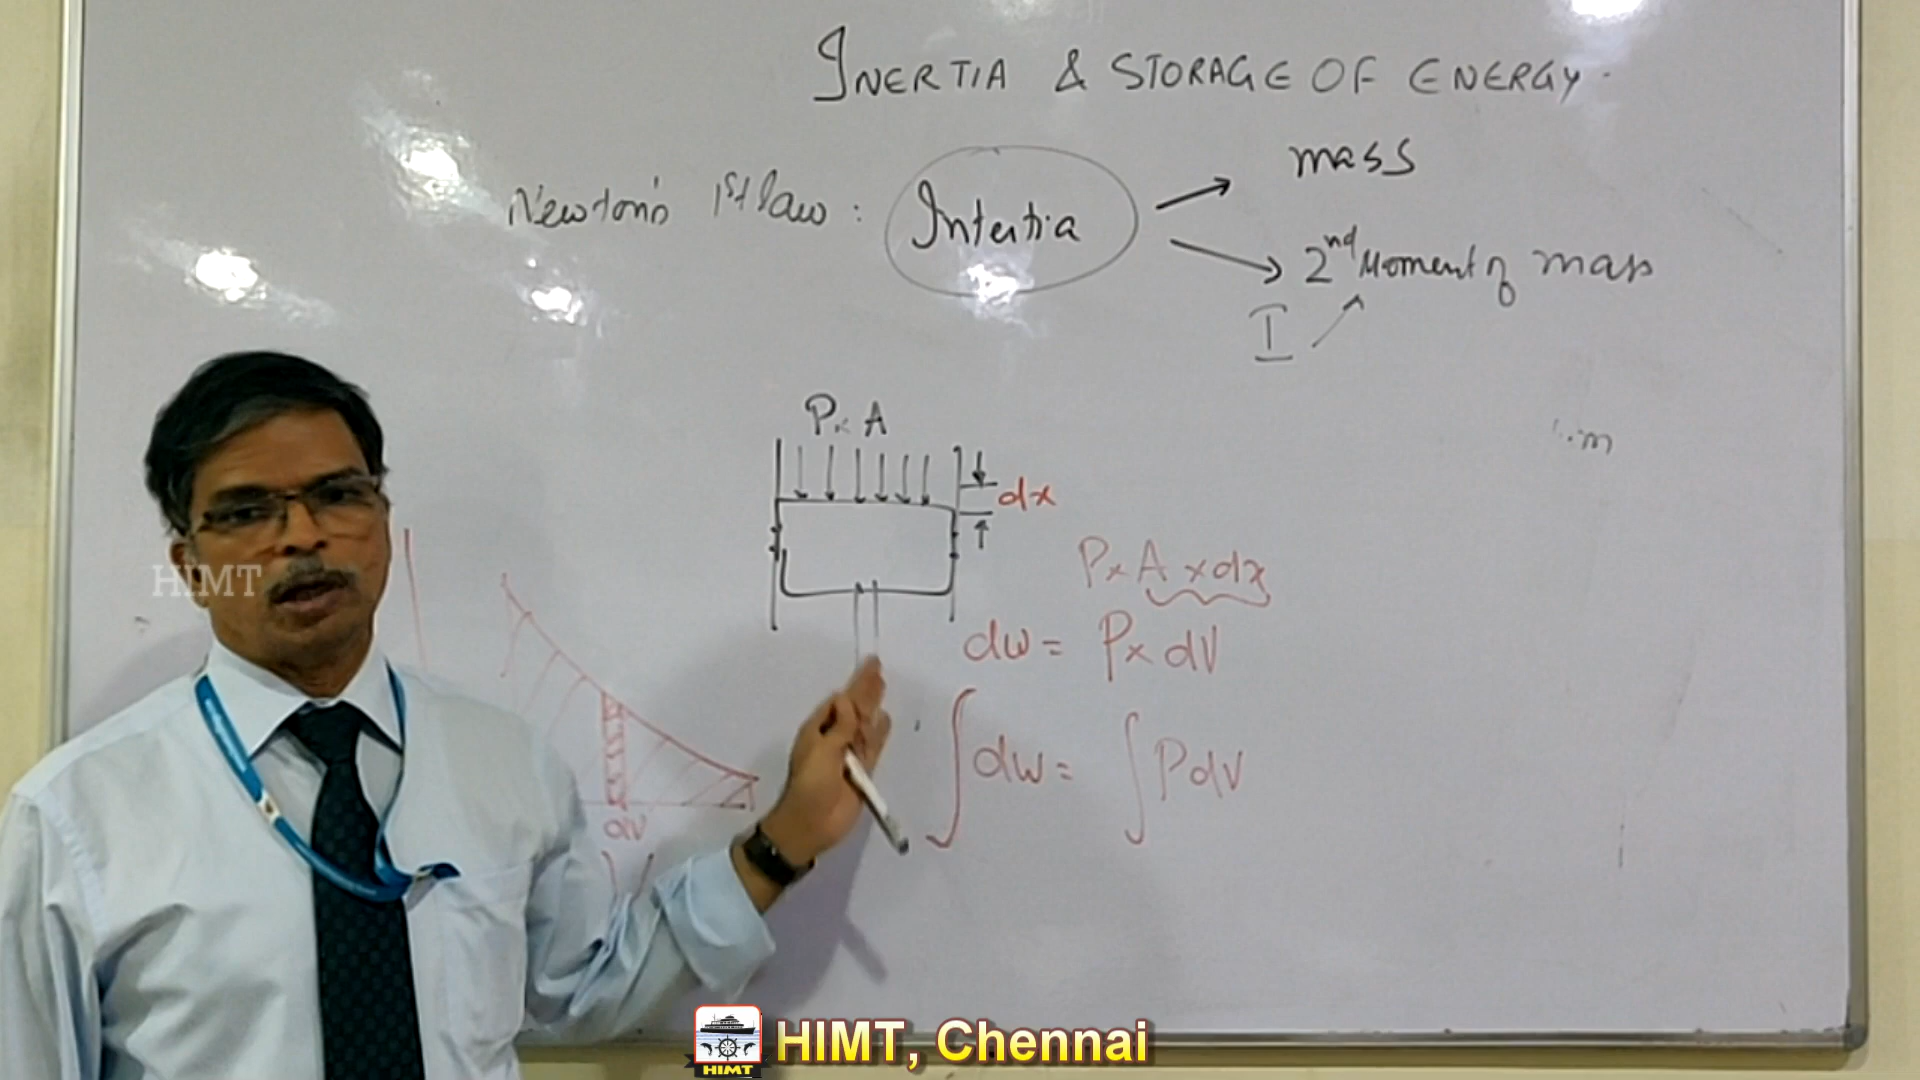 INERTIA & STORAGE OF ENERGY.
Newton's 1st law : Intertia
mass
2nd Moment of mass
I
P x A
dx
P x A x dx
dw = P x dV
∫dw = ∫PdV
dV
HIMT
HIMT
HIMT, Chennai